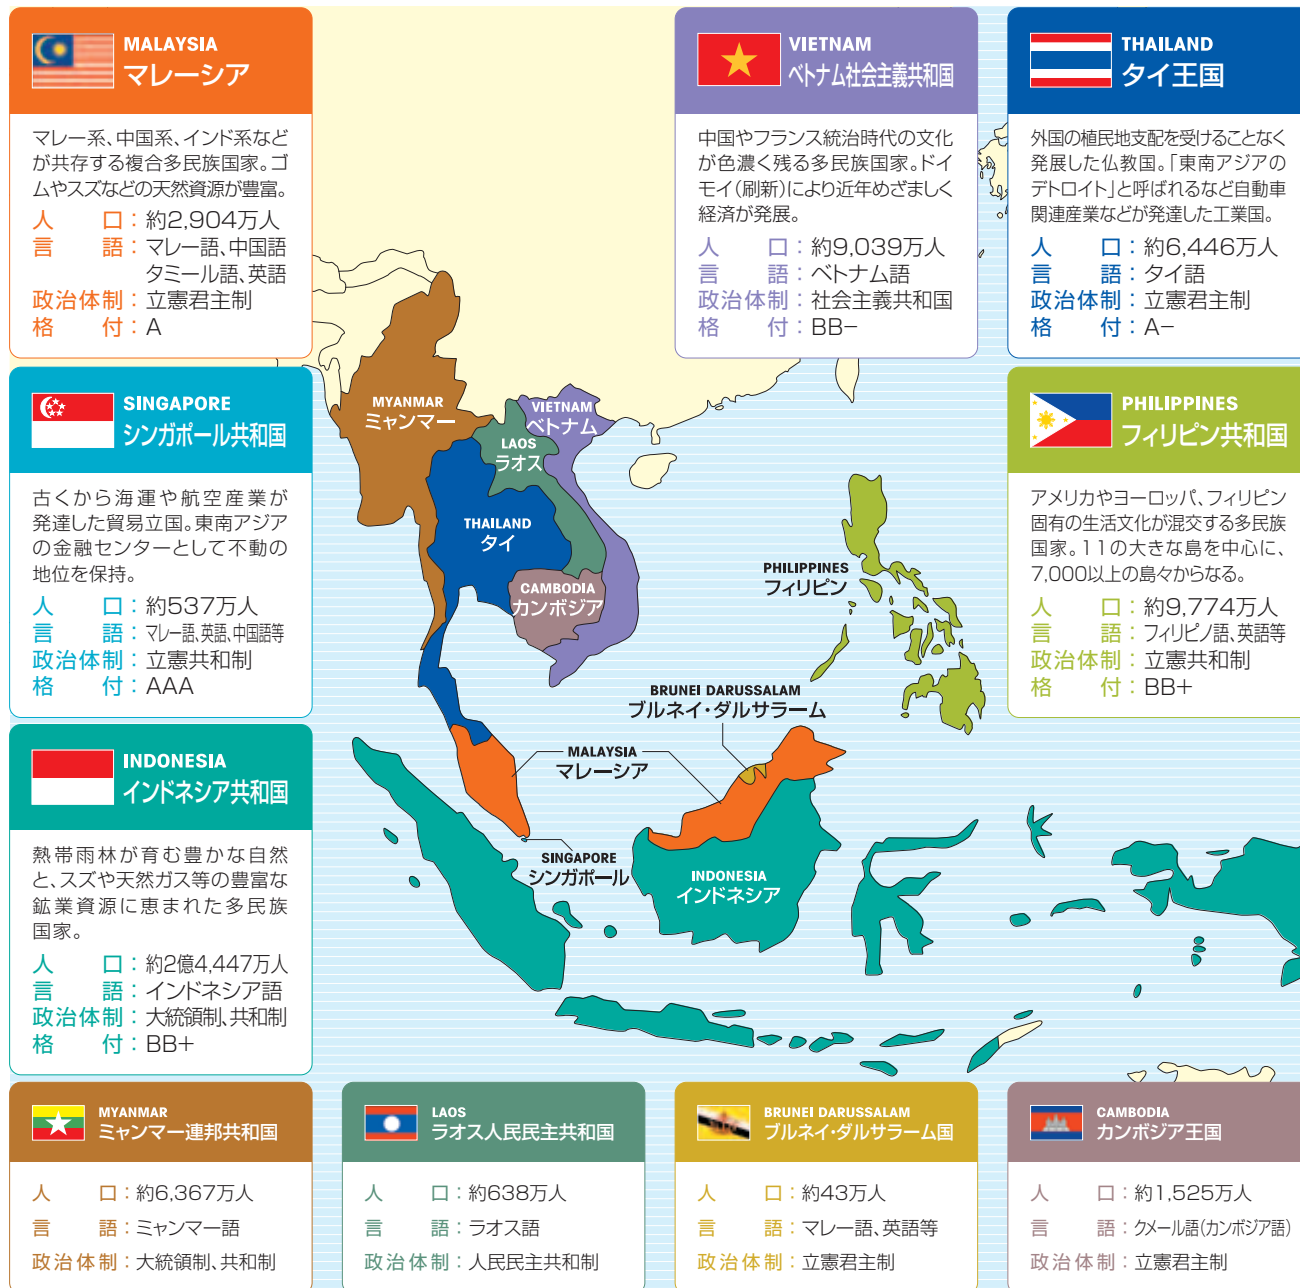 MALAYSIA
マレーシア
マレー系、中国系、インド系など
が共存する複合多民族国家。ゴ
ムやスズなどの天然資源が豊富。
人口：約2,904万人
言語：マレー語、中国語
タミール語、英語
政治体制：立憲君主制
格付：A
VIETNAM
ベトナム社会主義共和国
中国やフランス統治時代の文化
が色濃く残る多民族国家。ドイ
モイ（刷新）により近年めざましく
経済が発展。
人口：約9,039万人
言語：ベトナム語
政治体制：社会主義共和国
格付：BB−
THAILAND
タイ王国
外国の植民地支配を受けることなく
発展した仏教国。「東南アジアの
デトロイト」と呼ばれるなど自動車
関連産業などが発達した工業国。
人口：約6,446万人
言語：タイ語
政治体制：立憲君主制
格付：A−
SINGAPORE
シンガポール共和国
古くから海運や航空産業が
発達した貿易立国。東南アジア
の金融センターとして不動の
地位を保持。
人口：約537万人
言語：マレー語、英語、中国語等
政治体制：立憲共和制
格付：AAA
PHILIPPINES
フィリピン共和国
アメリカやヨーロッパ、フィリピン
固有の生活文化が混交する多民族
国家。11の大きな島を中心に、
7,000以上の島々からなる。
人口：約9,774万人
言語：フィリピノ語、英語等
政治体制：立憲共和制
格付：BB+
INDONESIA
インドネシア共和国
熱帯雨林が育む豊かな自然
と、スズや天然ガス等の豊富な
鉱業資源に恵まれた多民族
国家。
人口：約2億4,447万人
言語：インドネシア語
政治体制：大統領制、共和制
格付：BB+
MYANMAR
ミャンマー
VIETNAM
ベトナム
LAOS
ラオス
THAILAND
タイ
CAMBODIA
カンボジア
PHILIPPINES
フィリピン
BRUNEI DARUSSALAM
ブルネイ・ダルサラーム
MALAYSIA
マレーシア
SINGAPORE
シンガポール
INDONESIA
インドネシア
MYANMAR
ミャンマー連邦共和国
人口：約6,367万人
言語：ミャンマー語
政治体制：大統領制、共和制
LAOS
ラオス人民民主共和国
人口：約638万人
言語：ラオス語
政治体制：人民民主共和制
BRUNEI DARUSSALAM
ブルネイ・ダルサラーム国
人口：約43万人
言語：マレー語、英語等
政治体制：立憲君主制
CAMBODIA
カンボジア王国
人口：約1,525万人
言語：クメール語（カンボジア語）
政治体制：立憲君主制